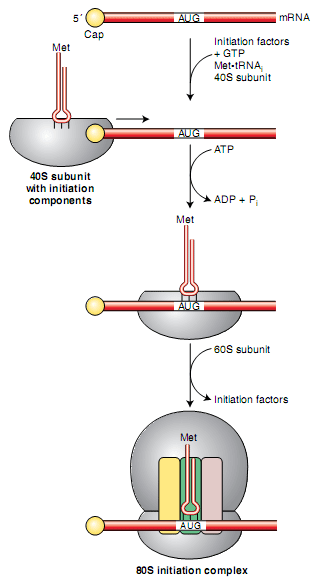 5´
AUG
mRNA
Cap
Met
Initiation factors
+ GTP
Met•tRNAi
40S subunit
AUG
40S subunit
with initiation
components
ATP
ADP + Pi
Met
AUG
60S subunit
Initiation factors
Met
AUG
80S initiation complex